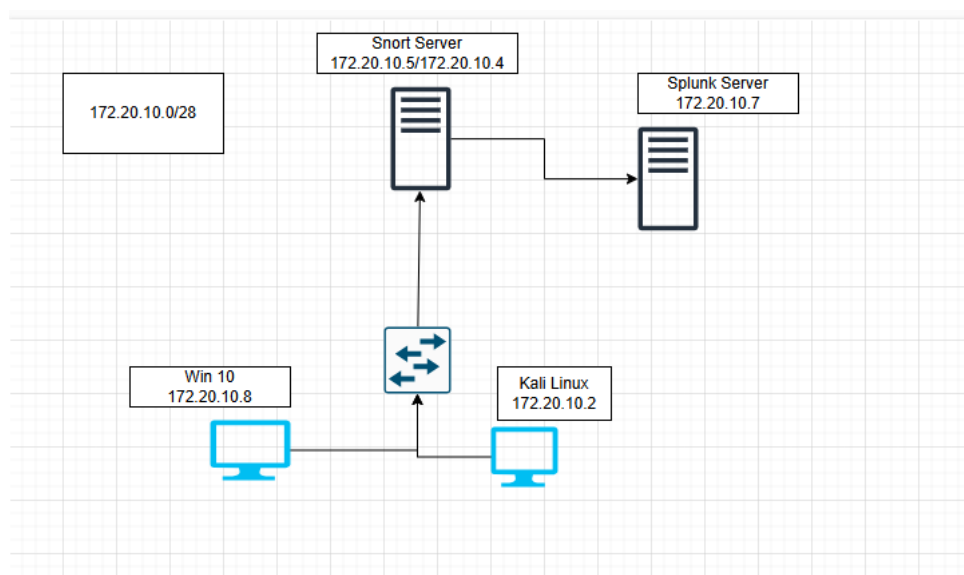 Snort Server
172.20.10.5/172.20.10.4
Splunk Server
172.20.10.7
172.20.10.0/28
Win 10
172.20.10.8
Kali Linux
172.20.10.2